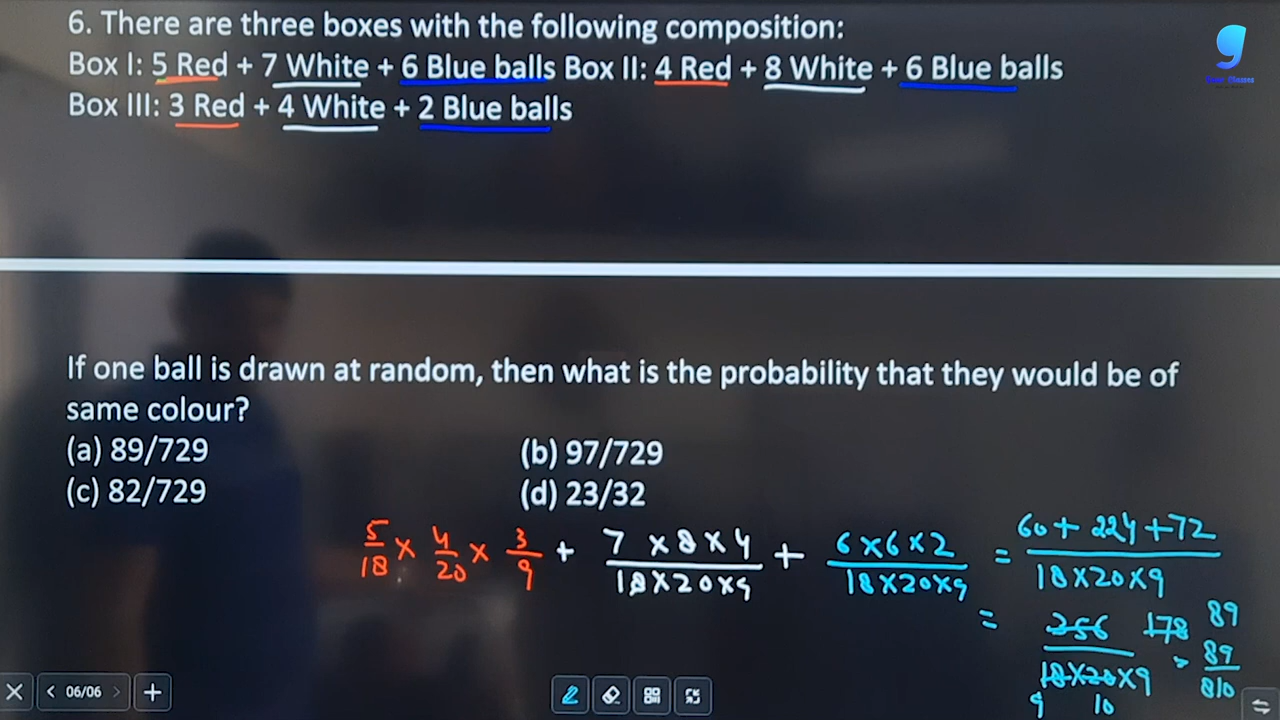 6. There are three boxes with the following composition:
Box I: 5 Red + 7 White + 6 Blue balls Box II: 4 Red + 8 White + 6 Blue balls
Box III: 3 Red + 4 White + 2 Blue balls
If one ball is drawn at random, then what is the probability that they would be of
same colour?
(a) 89/729 (b) 97/729
(c) 82/729 (d) 23/32
5/18 × 4/20 × 3/9 + 7×8×4/18×20×9 + 6×6×2/18×20×9 = 60+224+72/18×20×9
= 356/18×20×9 178 89
9 10
89/810
06/06